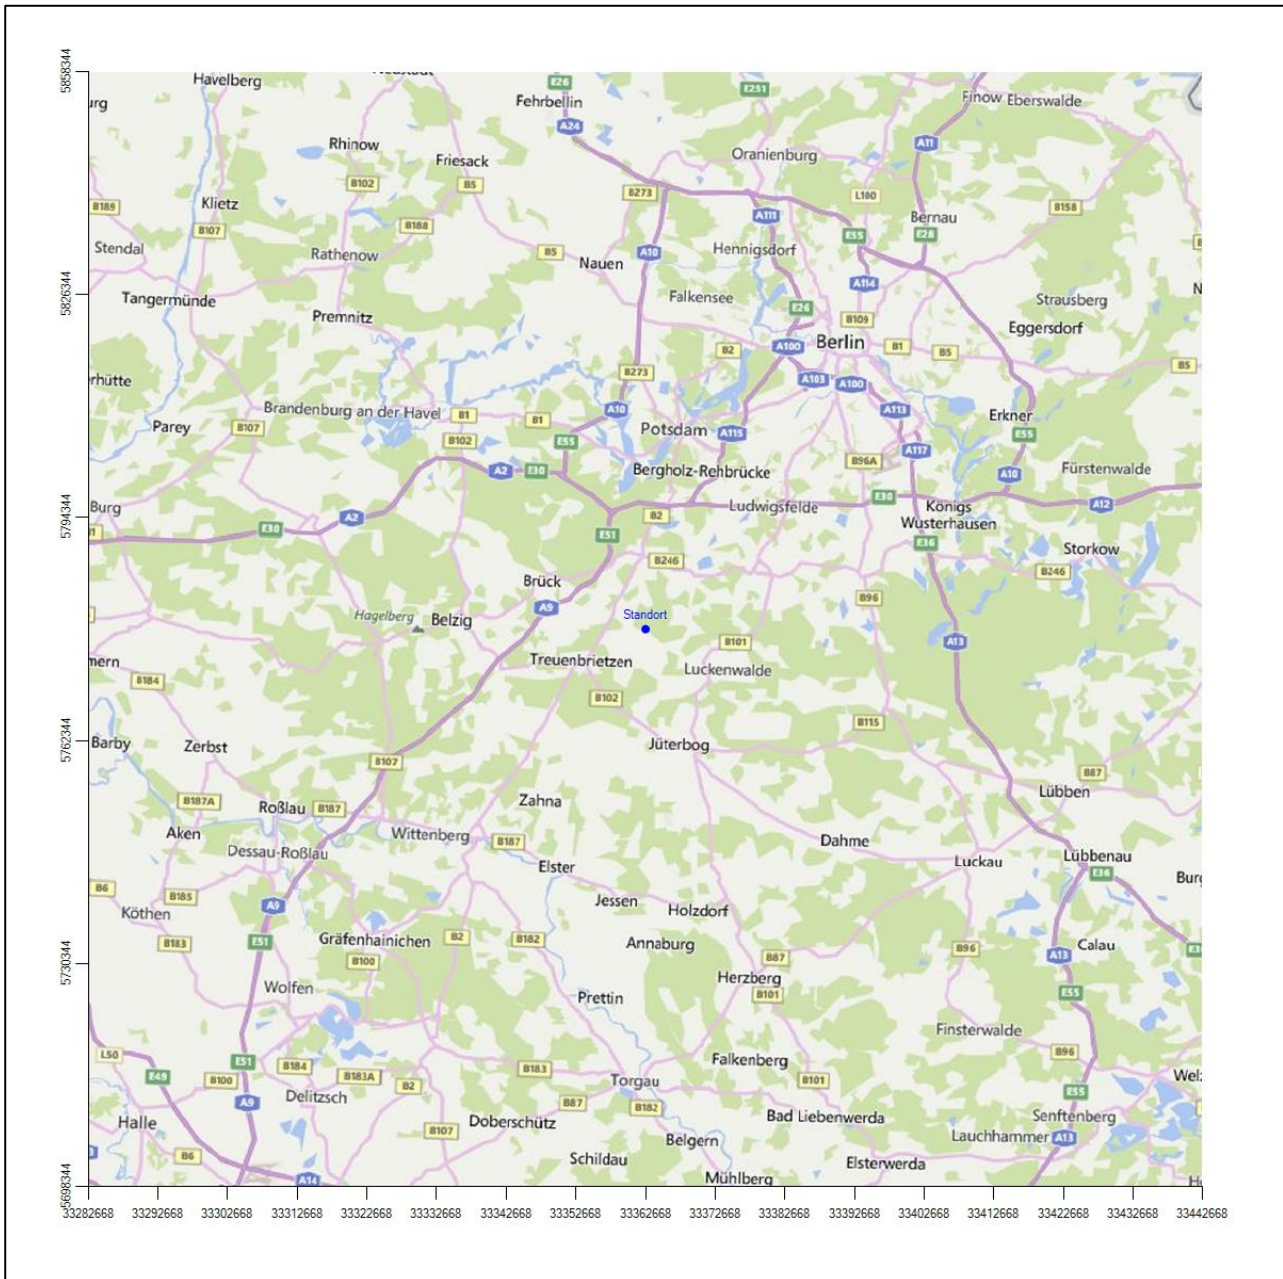 5858344
5826344
5794344
5762344
5730344
5698344
Havelberg
E26
E251
Fehrbellin
Finow Eberswalde
A24
A11
Rhinow
Friesack
Oranienburg
B102
B5
B273
L100
B189
Klietz
A111
Bernau
B158
B107
B188
E55
E28
Stendal
Rathenow
B5
Nauen
A10
Hennigsdorf
A114
Tangermünde
Falkensee
E26
Strausberg
Premnitz
B109
Eggersdorf
B2
A100
Berlin
B1
B5
B5
B273
A103
A100
Brandenburg an der Havel
B1
B1
A10
A113
Erkner
Parey
B107
B102
E55
Potsdam
A115
A117
E55
A2
E30
Bergholz-Rehbrücke
B96A
A10
Fürstenwalde
Burg
A2
E30
B2
Ludwigsfelde
E30
Königs
Wusterhausen
A12
E51
E36
Storkow
B246
B246
Brück
A9
B96
Hagelberg
Belzig
Standort
B101
A13
Treuenbrietzen
Luckenwalde
B184
B102
B115
Barby
Zerbst
Jüterbog
B107
B87
B187A
Roßlau
B187
Zahna
Lübben
Aken
Wittenberg
B187
Dahme
Dessau-Roßlau
Elster
Luckau
Lübbenau
E36
B6
B185
A9
Jessen
Holzdorf
Köthen
B183
E51
Gräfenhainichen
B2
B182
Annaburg
B96
Calau
B100
B87
A13
Wolfen
Herzberg
Prettin
B101
E55
Finsterwalde
L50
E51
B184
B183
Falkenberg
B96
E49
B100
B183A
B2
Torgau
B101
A9
Delitzsch
B87
B182
E55
Halle
Doberschütz
Bad Liebenwerda
Senftenberg
B107
Belgern
Lauchhammer
A13
B6
Schildau
Elsterwerda
A14
Mühlberg
33282668 33292668 33302668 33312668 33322668 33332668 33342668 33352668 33362668 33372668 33382668 33392668 33402668 33412668 33422668 33432668 33442668